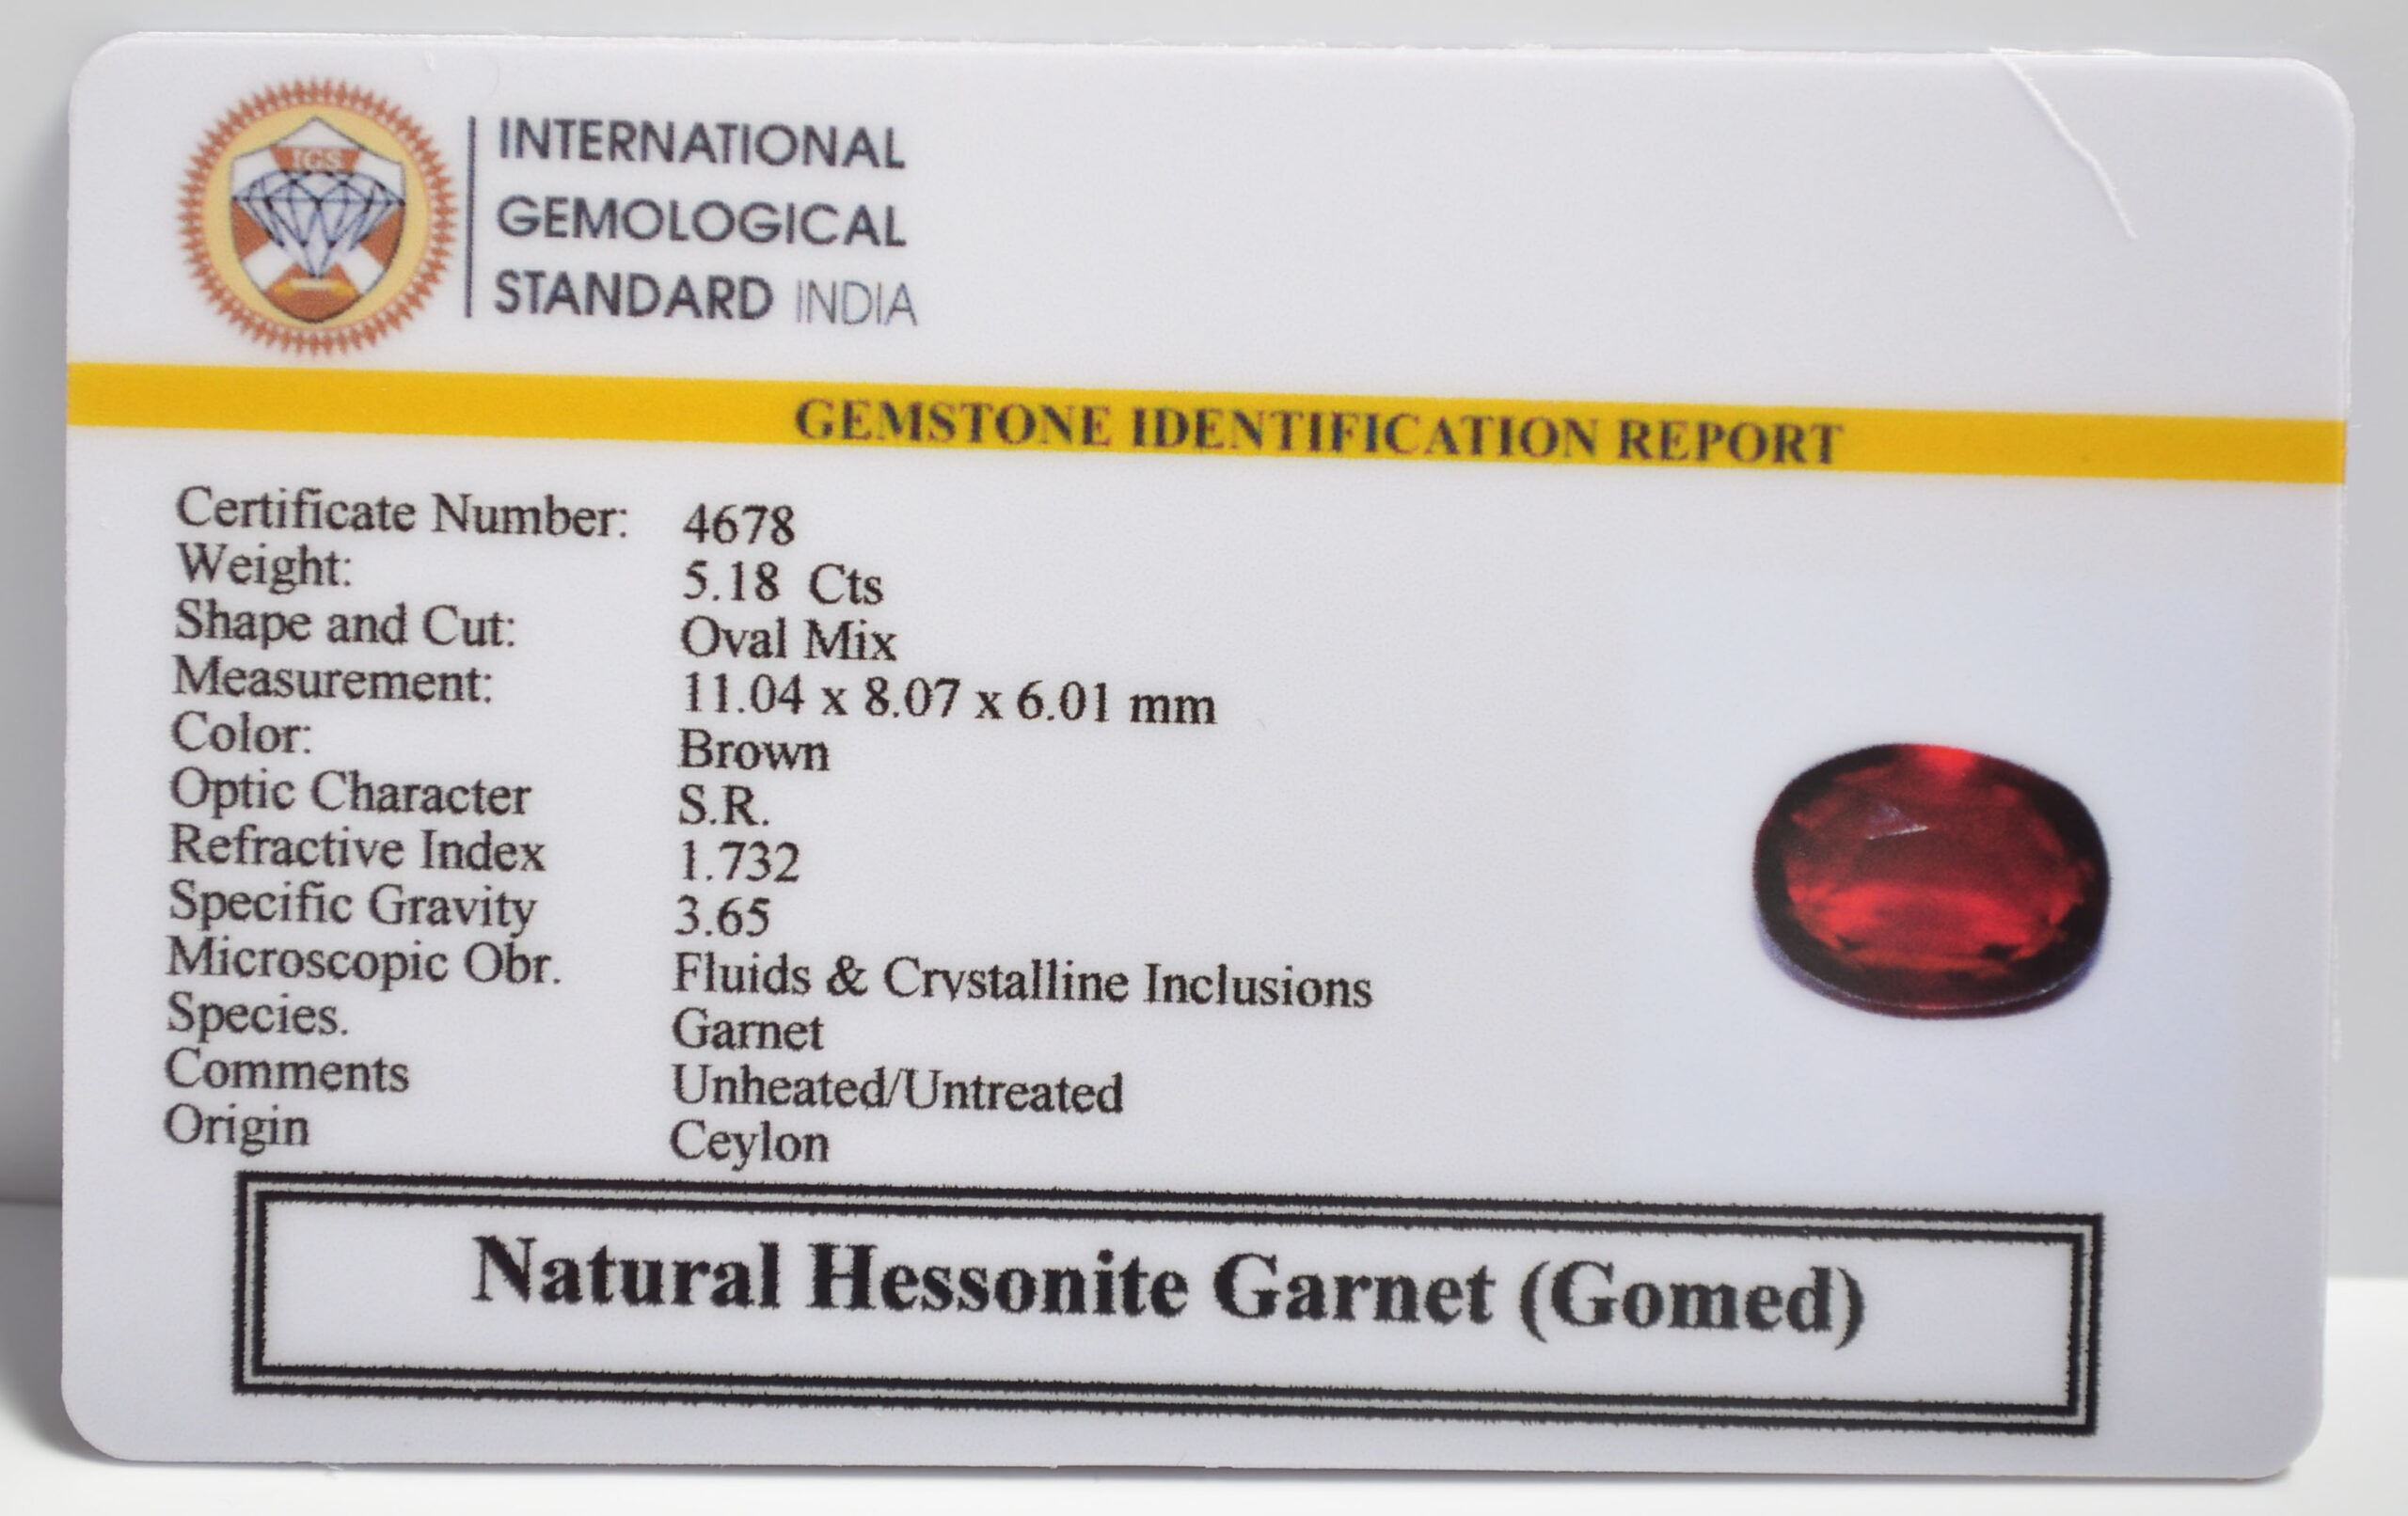 IGS
INTERNATIONAL
GEMOLOGICAL
STANDARD INDIA
GEMSTONE IDENTIFICATION REPORT
Certificate Number: 4678
Weight: 5.18 Cts
Shape and Cut: Oval Mix
Measurement: 11.04 x 8.07 x 6.01 mm
Color: Brown
Optic Character S.R.
Refractive Index 1.732
Specific Gravity 3.65
Microscopic Obr. Fluids & Crystalline Inclusions
Species. Garnet
Comments Unheated/Untreated
Origin Ceylon
Natural Hessonite Garnet (Gomed)